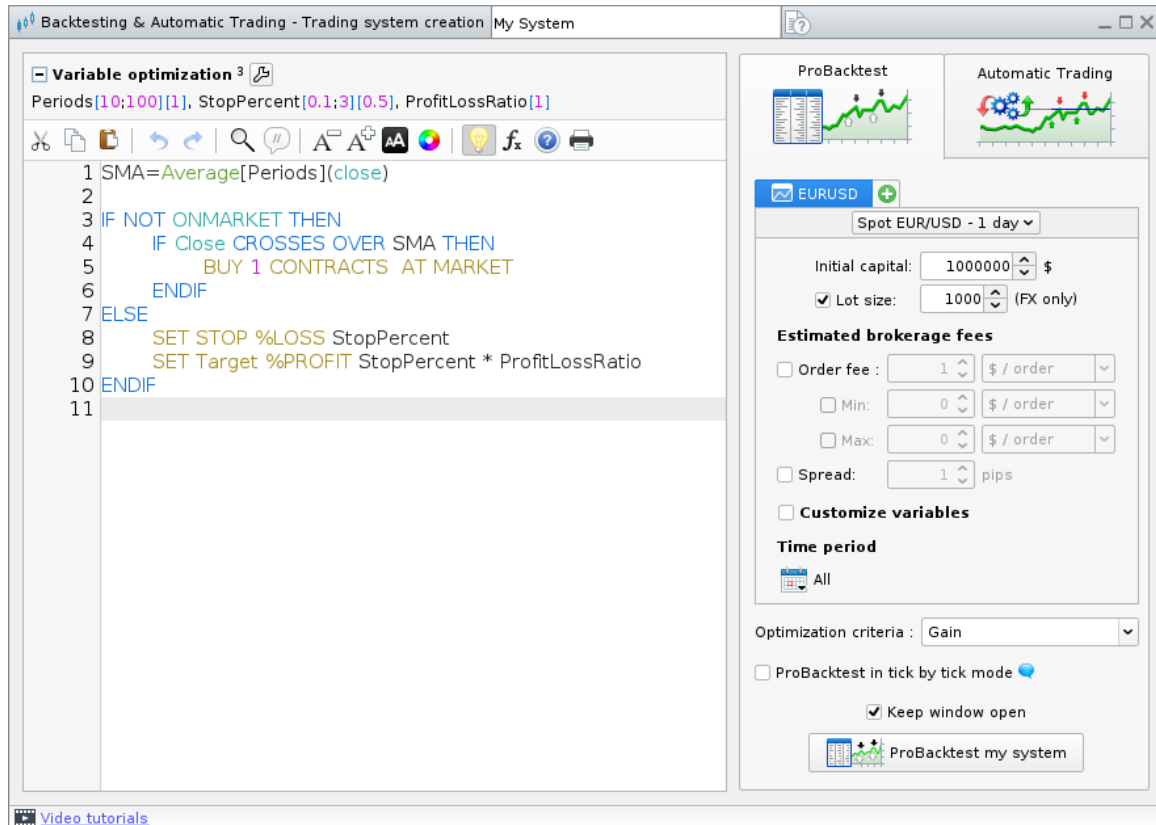 Backtesting & Automatic Trading - Trading system creation My System
Variable optimization 3
Periods[10;100][1], StopPercent[0.1;3][0.5], ProfitLossRatio[1]
1 SMA=Average[Periods](close)
2
3 IF NOT ONMARKET THEN
4 IF Close CROSSES OVER SMA THEN
5 BUY 1 CONTRACTS  AT MARKET
6 ENDIF
7 ELSE
8 SET STOP %LOSS StopPercent
9 SET Target %PROFIT StopPercent * ProfitLossRatio
10 ENDIF
11
ProBacktest
Automatic Trading
EURUSD
Spot EUR/USD - 1 day
Initial capital: 1000000 $
Lot size: 1000 (FX only)
Estimated brokerage fees
Order fee : 1 $ / order
Min: 0 $ / order
Max: 0 $ / order
Spread: 1 pips
Customize variables
Time period
All
Optimization criteria : Gain
ProBacktest in tick by tick mode
Keep window open
ProBacktest my system
Video tutorials